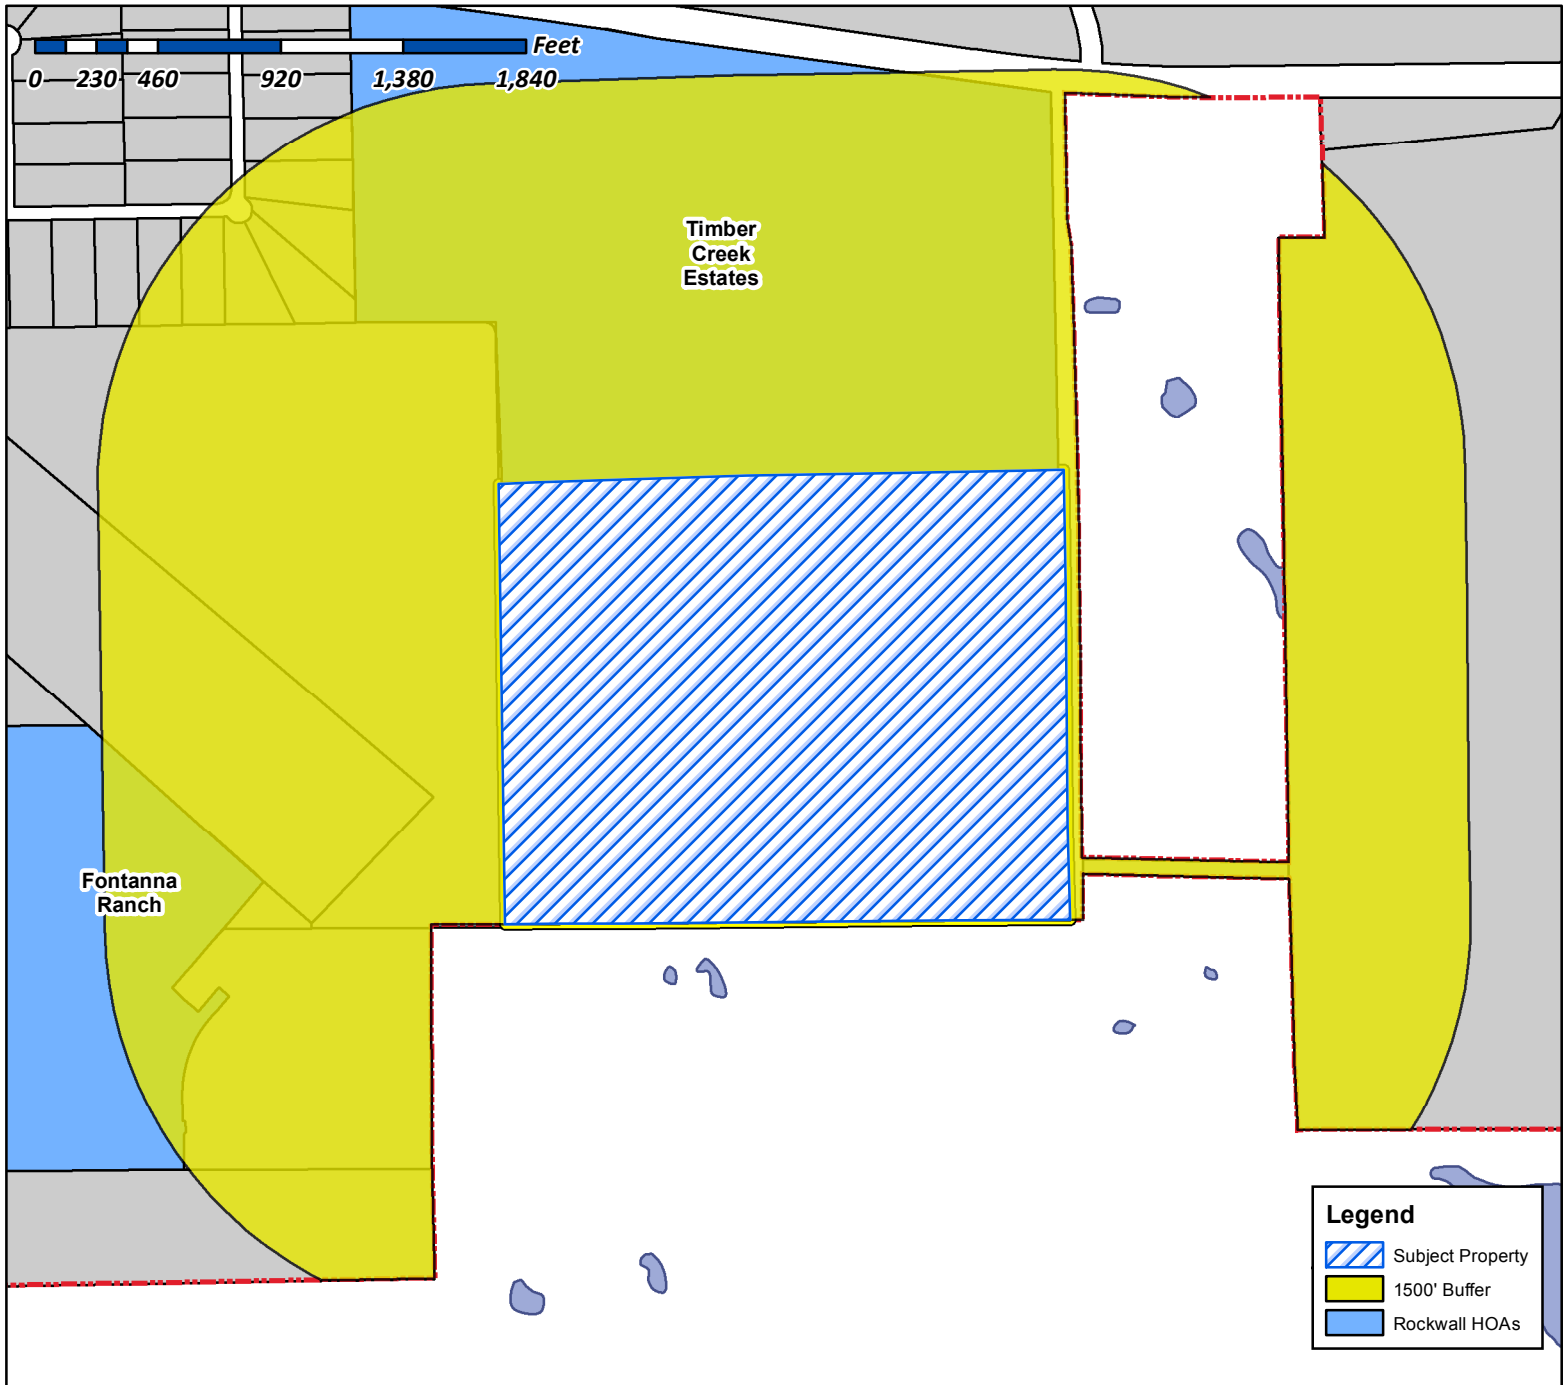 Feet
0 230 460 920 1,380 1,840
Timber
Creek
Estates
Fontanna
Ranch
Legend
Subject Property
1500' Buffer
Rockwall HOAs